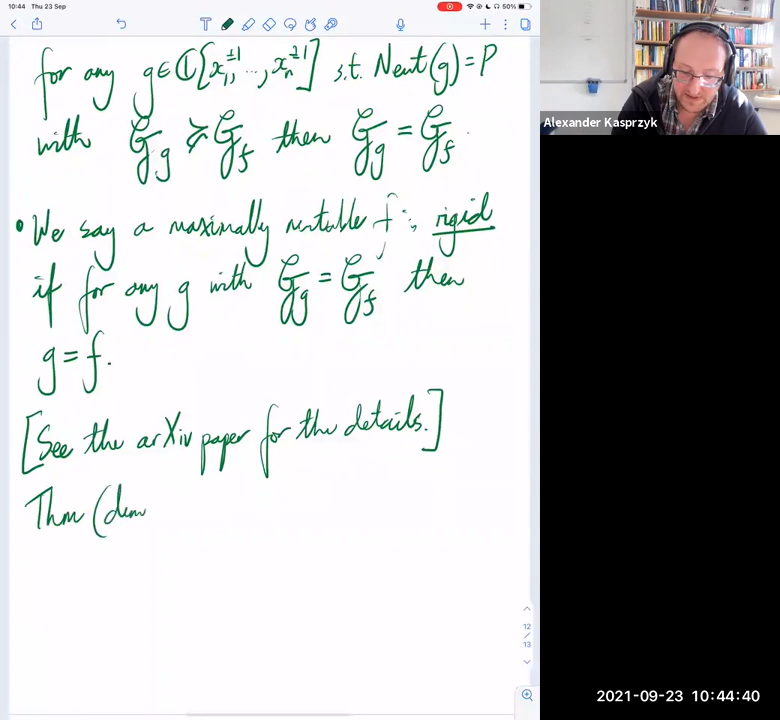 10:44 Thu 23 Sep
50%
for any g ∈ ℂ[x₁^±1, ..., xₙ^±1] s.t. Newt(g) = P
with 𝒢_g ≥ 𝒢_f then 𝒢_g = 𝒢_f.
• We say a maximally mutable f is rigid
if for any g with 𝒢_g = 𝒢_f then
g = f.
[See the arXiv paper for the details.]
Thm (dim
12
/
13
Alexander Kasprzyk
2021-09-23 10:44:40